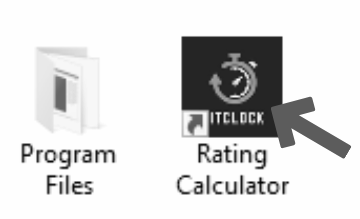 ITCLOCK
Program
Files
Rating
Calculator